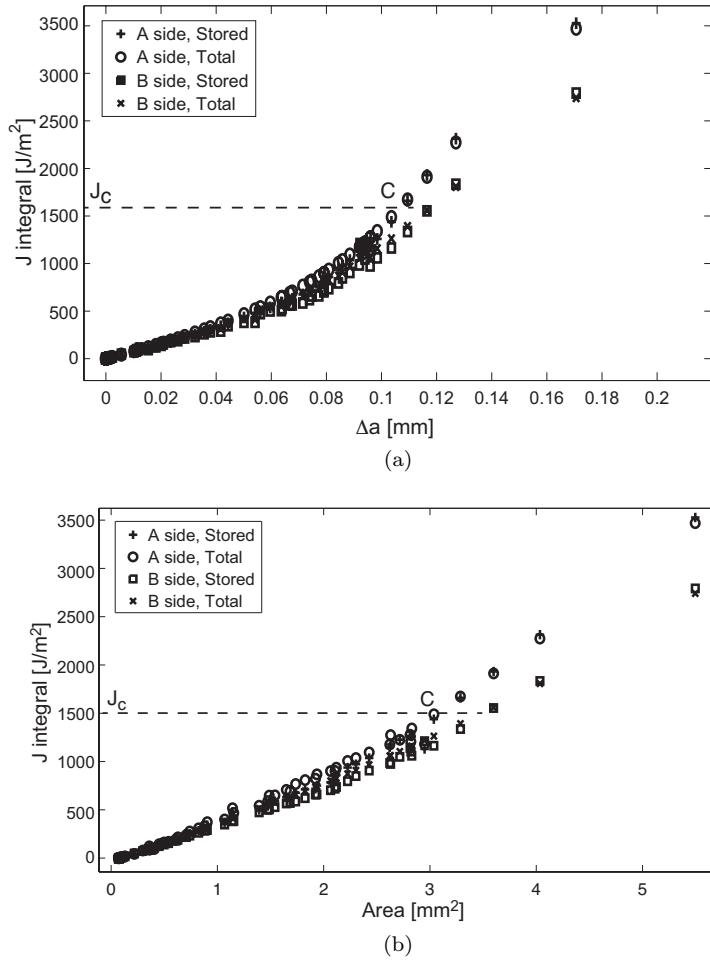 3500
3000
2500
2000
1500
1000
500
0
J integral [J/m²]
A side, Stored
A side, Total
B side, Stored
B side, Total
J_C
C
0 0.02 0.04 0.06 0.08 0.1 0.12 0.14 0.16 0.18 0.2
Δa [mm]
(a)
3500
3000
2500
2000
1500
1000
500
0
J integral [J/m²]
A side, Stored
A side, Total
B side, Stored
B side, Total
J_C
C
0 1 2 3 4 5
Area [mm²]
(b)